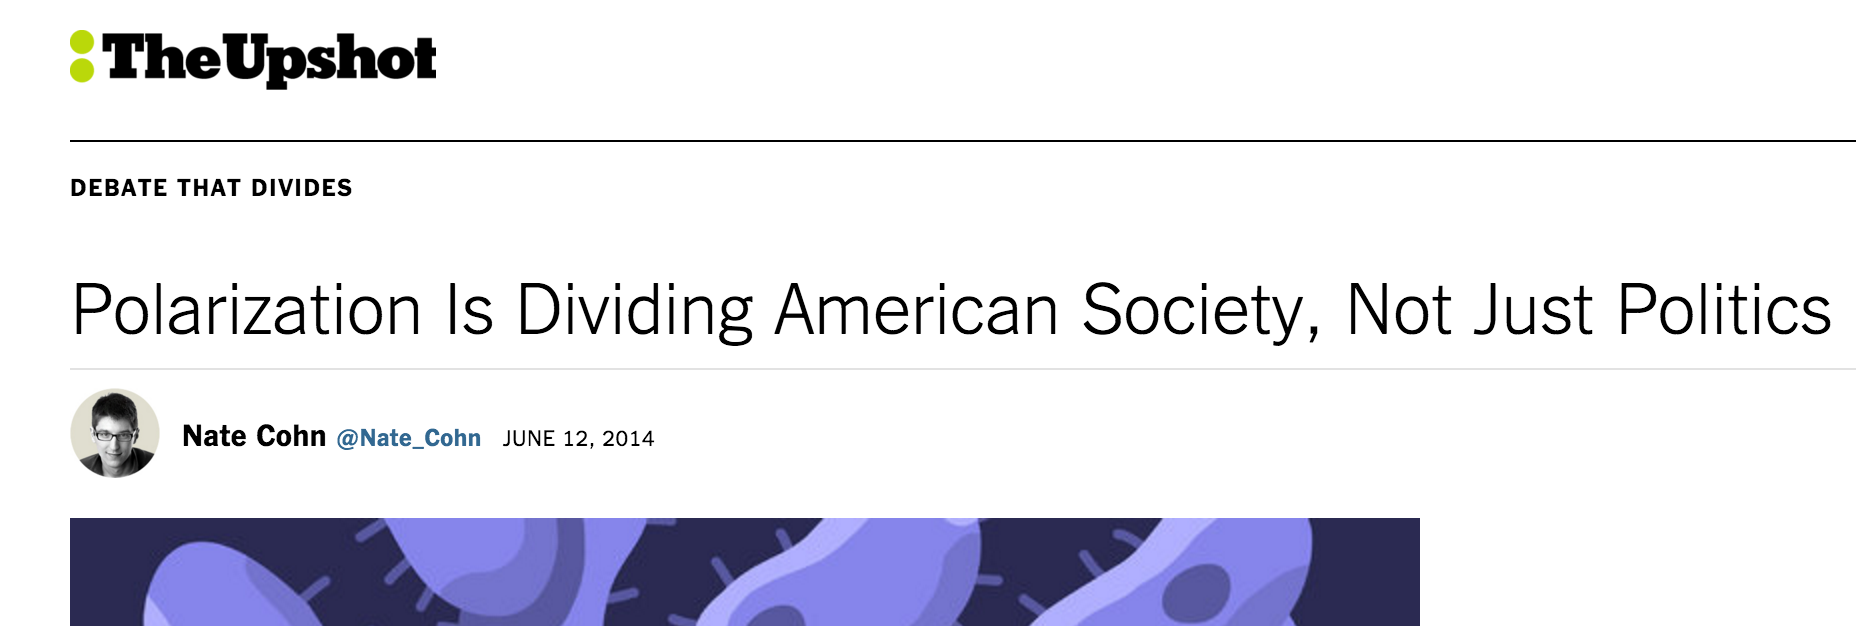 TheUpshot
DEBATE THAT DIVIDES
Polarization Is Dividing American Society, Not Just Politics
Nate Cohn @Nate_Cohn JUNE 12, 2014